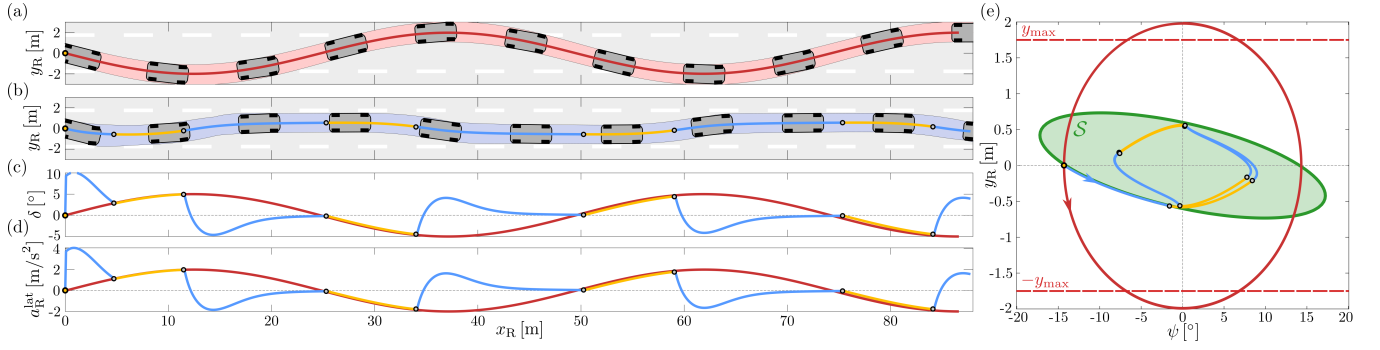 (a)
2
0
-2
y_R [m]
(b)
2
0
-2
y_R [m]
(c)
10
5
0
-5
δ [°]
(d)
4
2
0
-2
a_R^lat [m/s²]
0 10 20 30 40 50 60 70 80
x_R [m]
(e)
2
1.5
1
0.5
0
-0.5
-1
-1.5
-2
y_R [m]
y_max
S
−y_max
-20 -15 -10 -5 0 5 10 15 20
ψ [°]